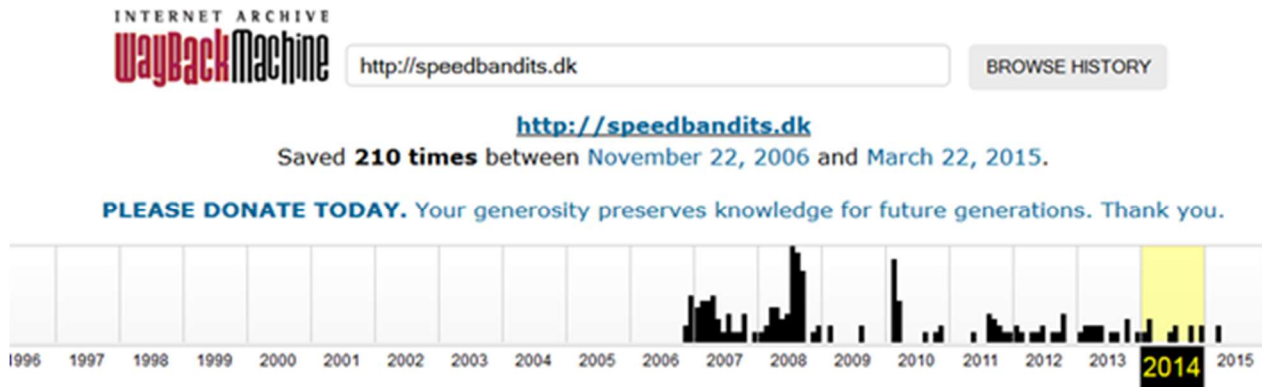 INTERNET ARCHIVE
WayBackMachine
http://speedbandits.dk
BROWSE HISTORY
http://speedbandits.dk
Saved 210 times between November 22, 2006 and March 22, 2015.
PLEASE DONATE TODAY. Your generosity preserves knowledge for future generations. Thank you.
1996 1997 1998 1999 2000 2001 2002 2003 2004 2005 2006 2007 2008 2009 2010 2011 2012 2013 2014 2015